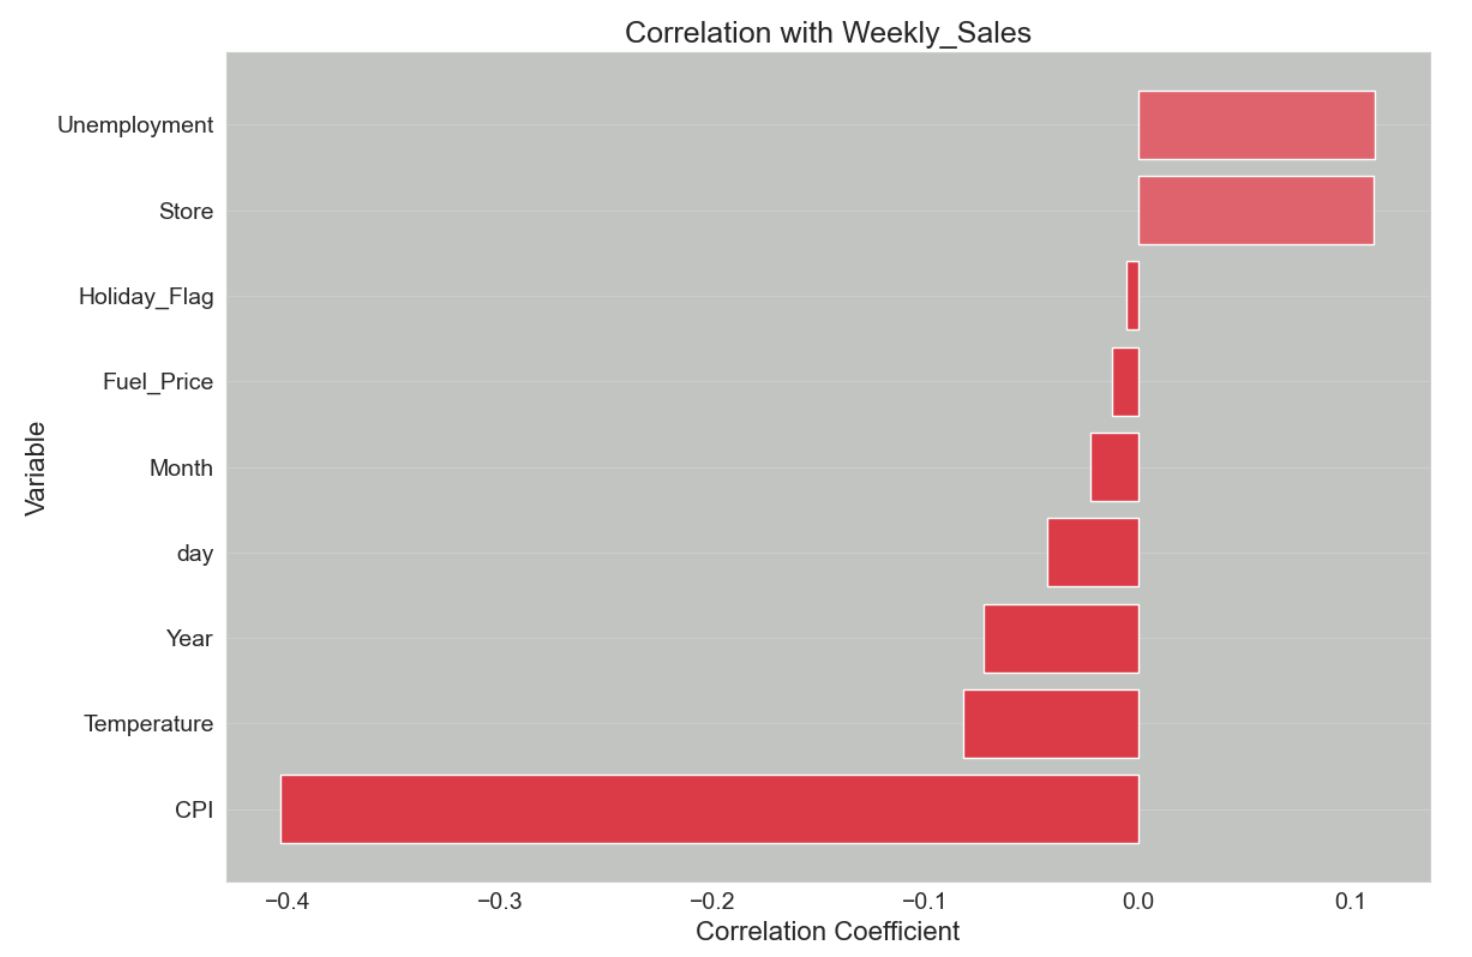 Correlation with Weekly_Sales
Unemployment
Store
Holiday_Flag
Fuel_Price
Month
day
Year
Temperature
CPI
Variable
−0.4 −0.3 −0.2 −0.1 0.0 0.1
Correlation Coefficient